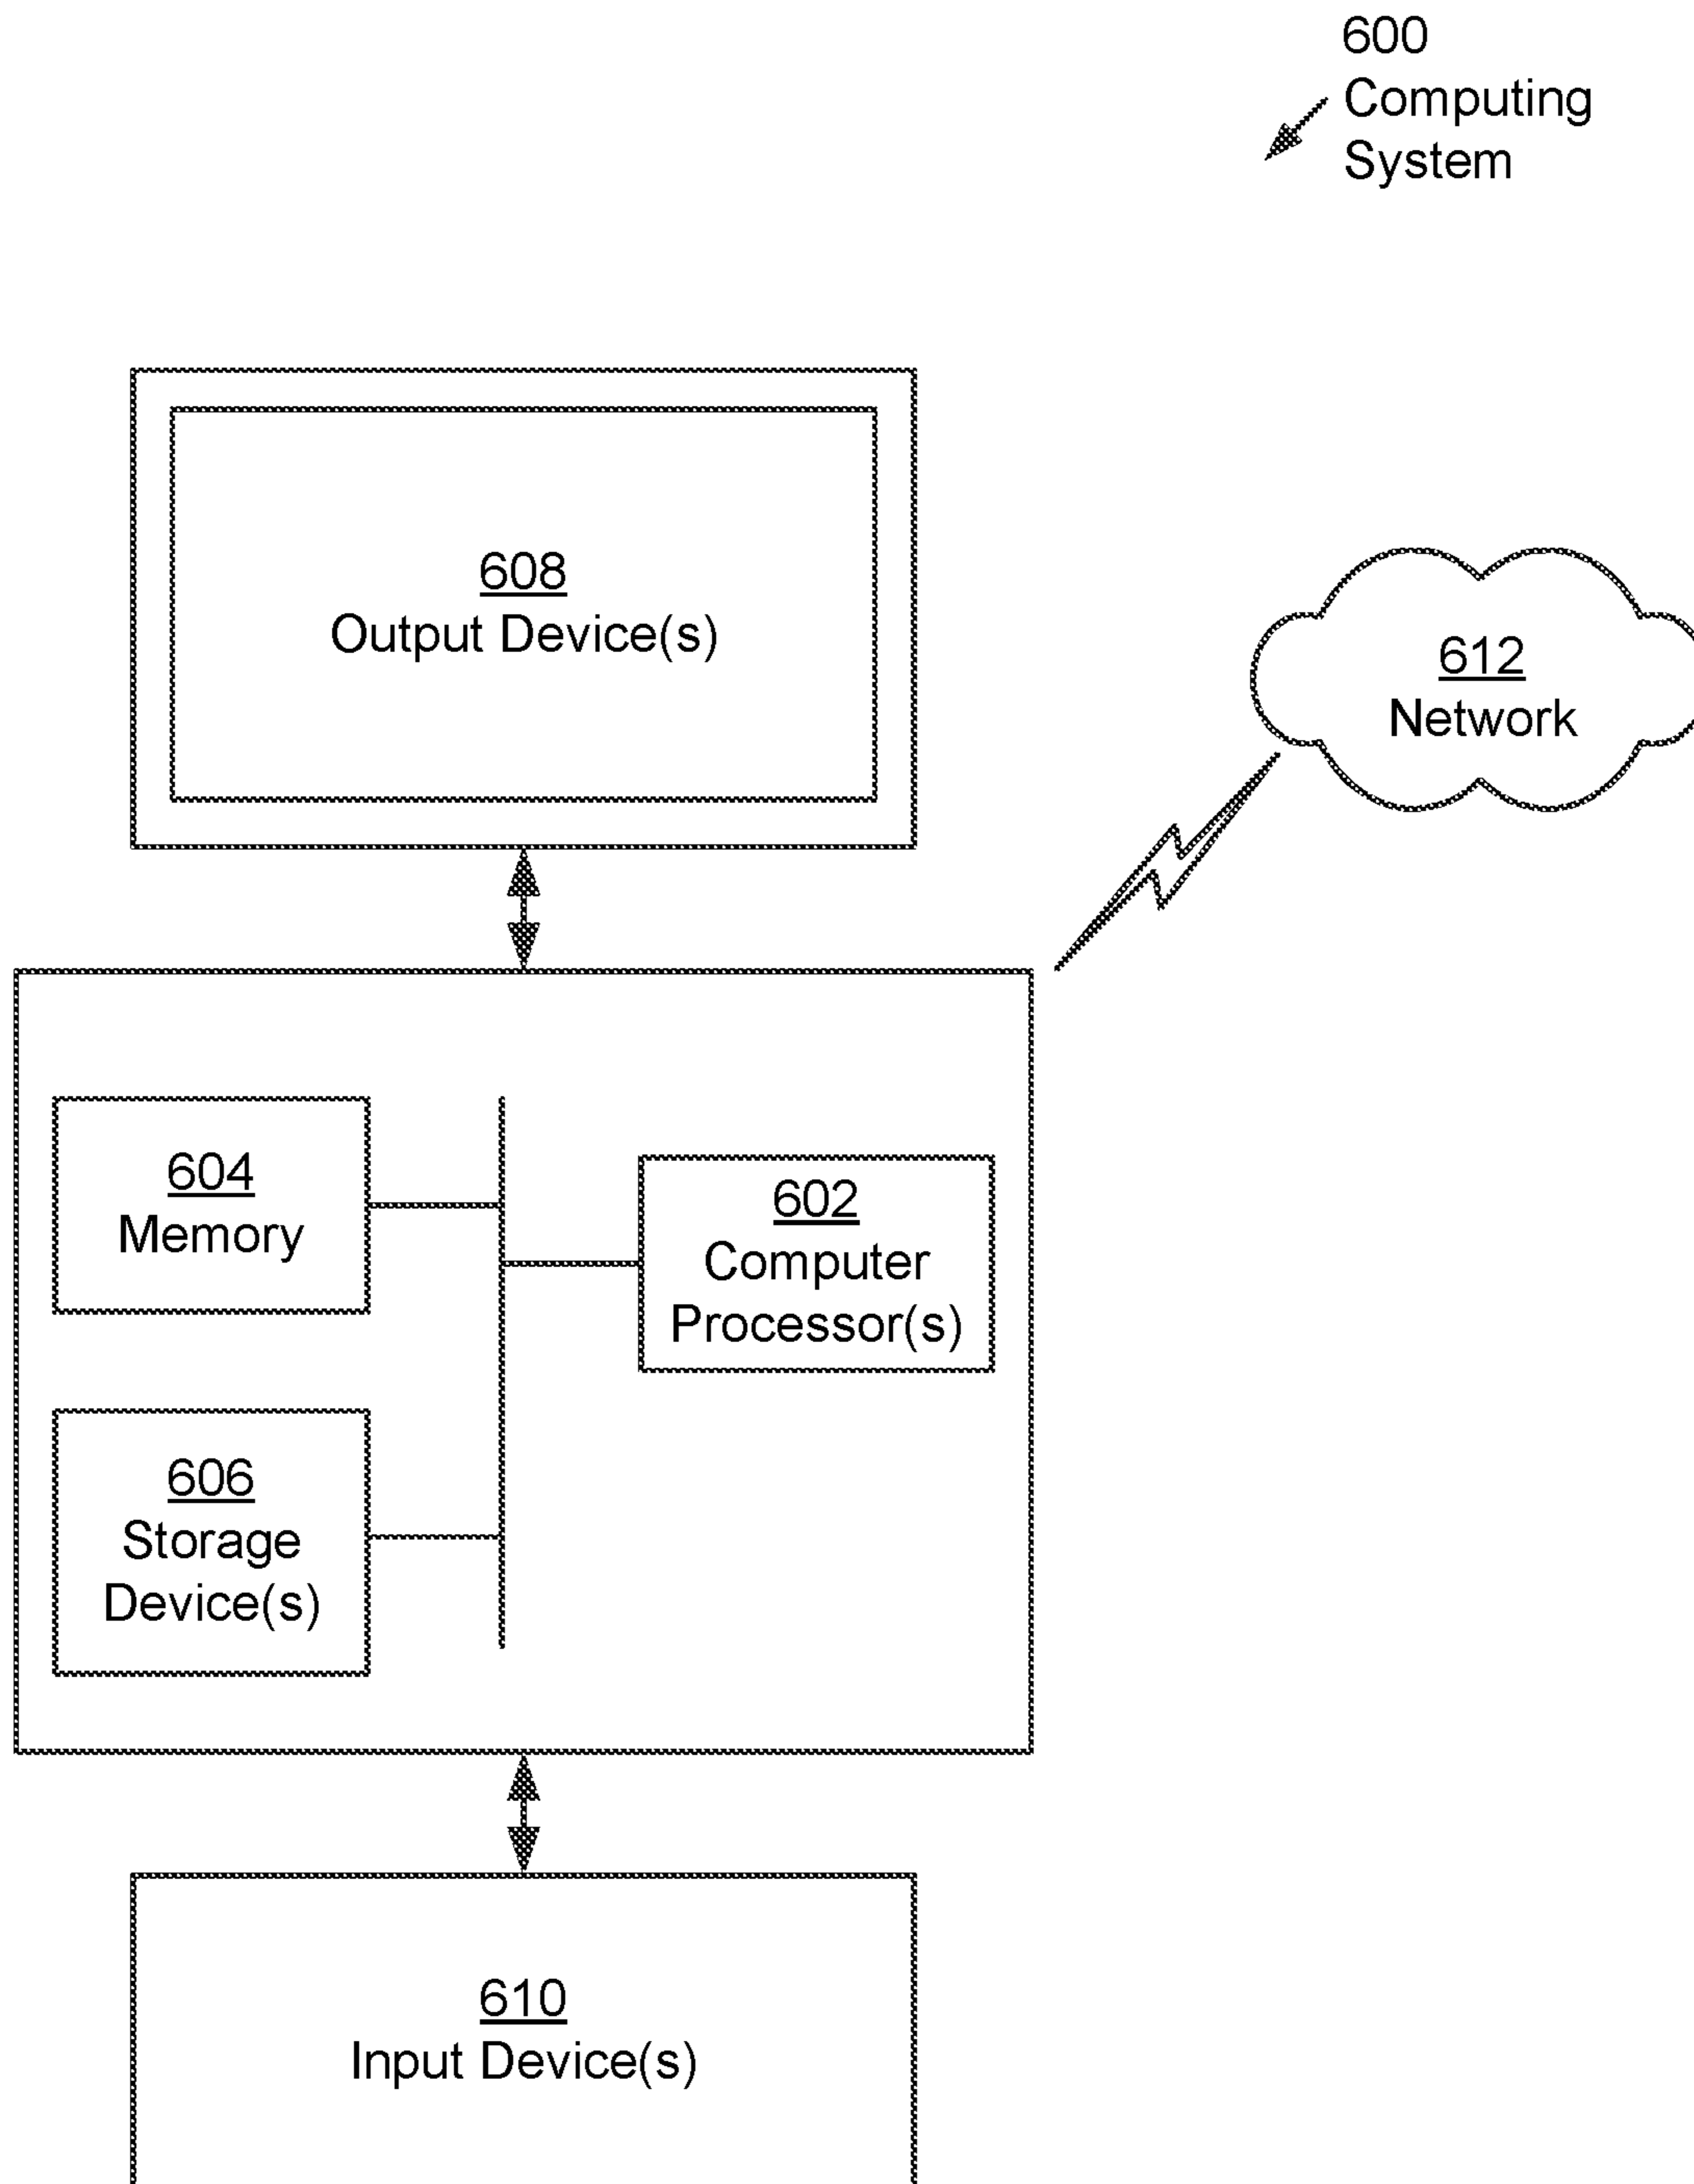 600
Computing
System
608
Output Device(s)
612
Network
604
Memory
602
Computer
Processor(s)
606
Storage
Device(s)
610
Input Device(s)